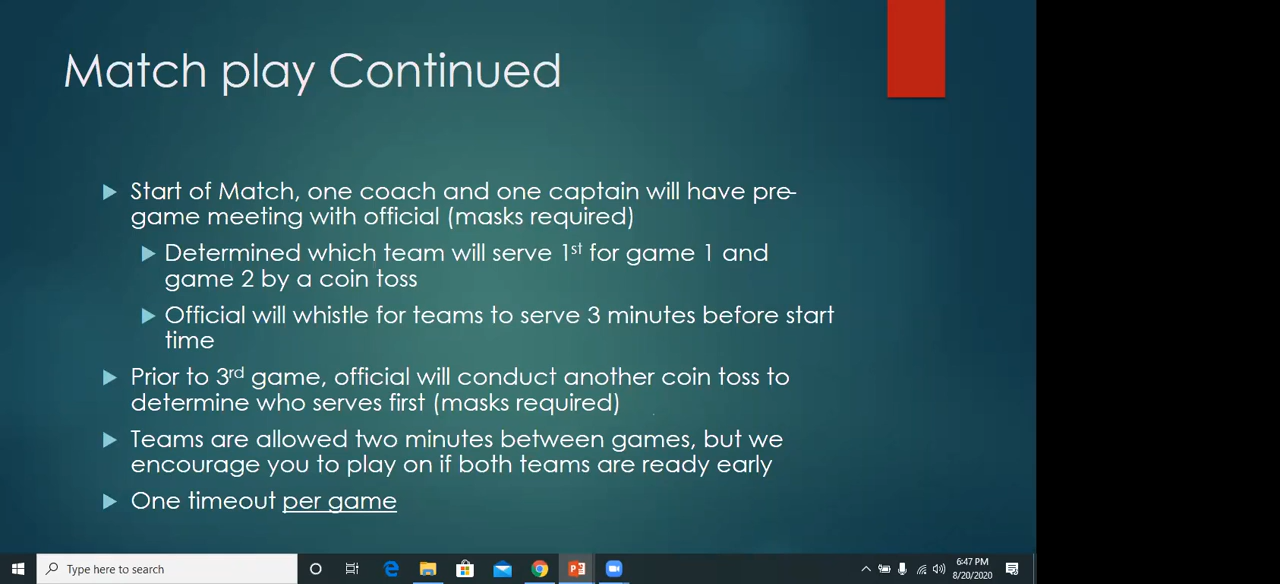 Match play Continued
Start of Match, one coach and one captain will have pre-
game meeting with official (masks required)
Determined which team will serve 1st for game 1 and
game 2 by a coin toss
Official will whistle for teams to serve 3 minutes before start
time
Prior to 3rd game, official will conduct another coin toss to
determine who serves first (masks required)
Teams are allowed two minutes between games, but we
encourage you to play on if both teams are ready early
One timeout per game
Type here to search
6:47 PM
8/20/2020